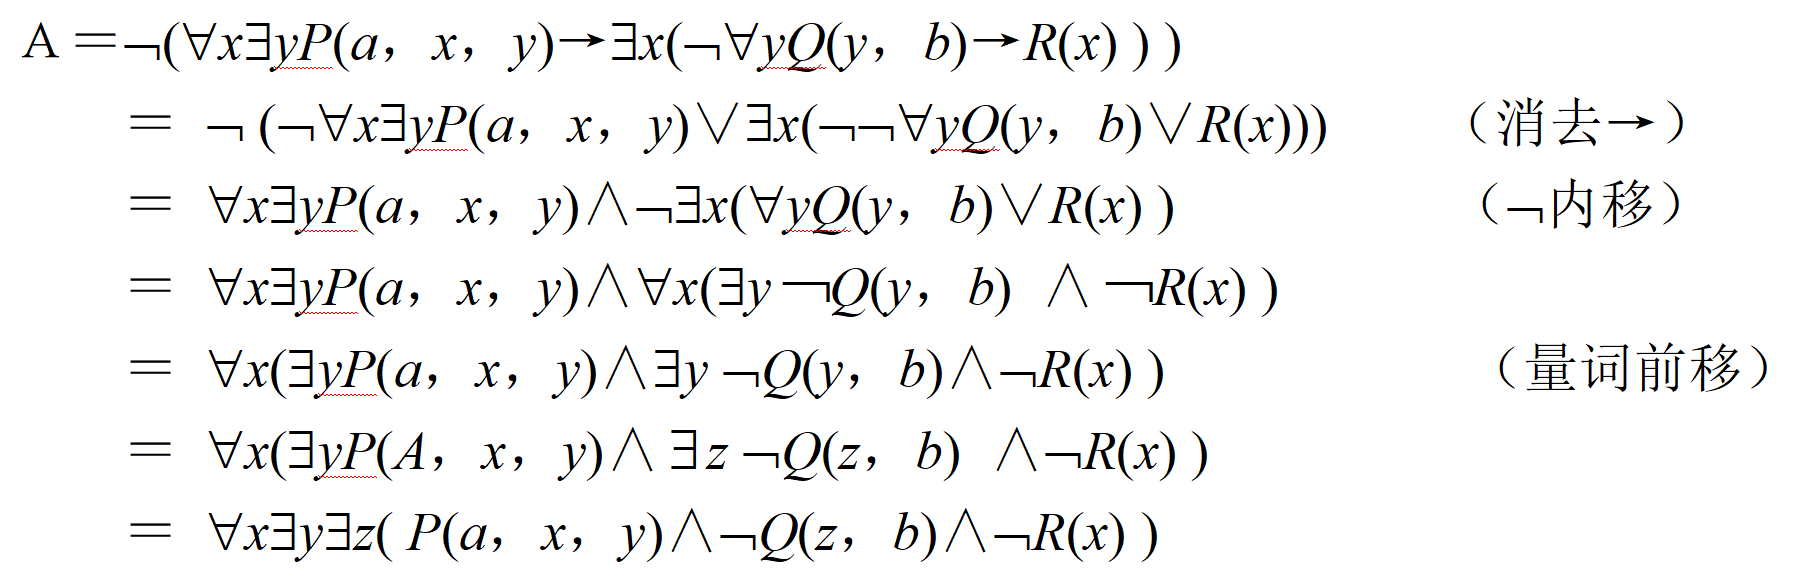 A＝¬(∀x∃yP(a，x，y)→∃x(¬∀yQ(y，b)→R(x) ) )
＝ ¬ (¬∀x∃yP(a，x，y)∨∃x(¬¬∀yQ(y，b)∨R(x))) （消去→）
＝ ∀x∃yP(a，x，y)∧¬∃x(∀yQ(y，b)∨R(x) ) （¬内移）
＝ ∀x∃yP(a，x，y)∧∀x(∃y ¬Q(y，b) ∧ ¬R(x) )
＝ ∀x(∃yP(a，x，y)∧∃y ¬Q(y，b)∧¬R(x) ) （量词前移）
＝ ∀x(∃yP(A，x，y)∧ ∃z ¬Q(z，b) ∧¬R(x) )
＝ ∀x∃y∃z( P(a，x，y)∧¬Q(z，b)∧¬R(x) )